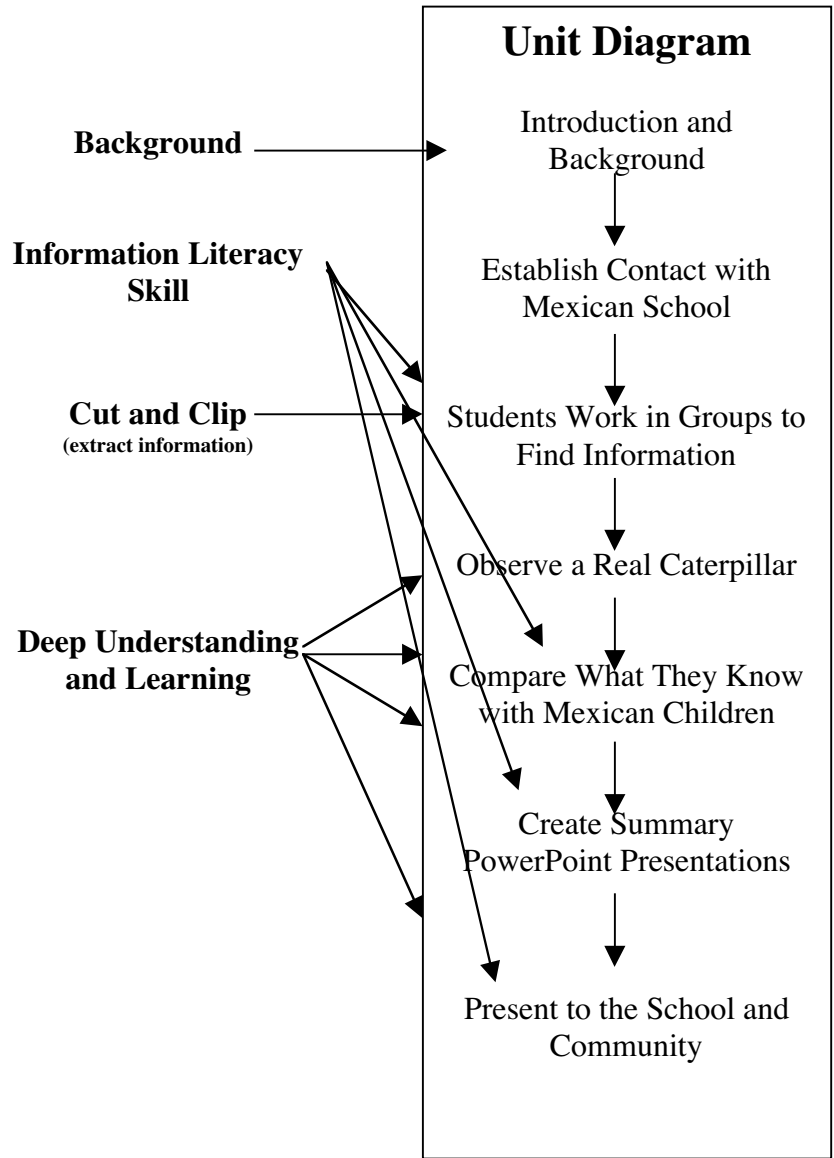 Unit Diagram
Background
Introduction and
Background
Information Literacy
Skill
Establish Contact with
Mexican School
Cut and Clip
(extract information)
Students Work in Groups to
Find Information
Observe a Real Caterpillar
Deep Understanding
and Learning
Compare What They Know
with Mexican Children
Create Summary
PowerPoint Presentations
Present to the School and
Community